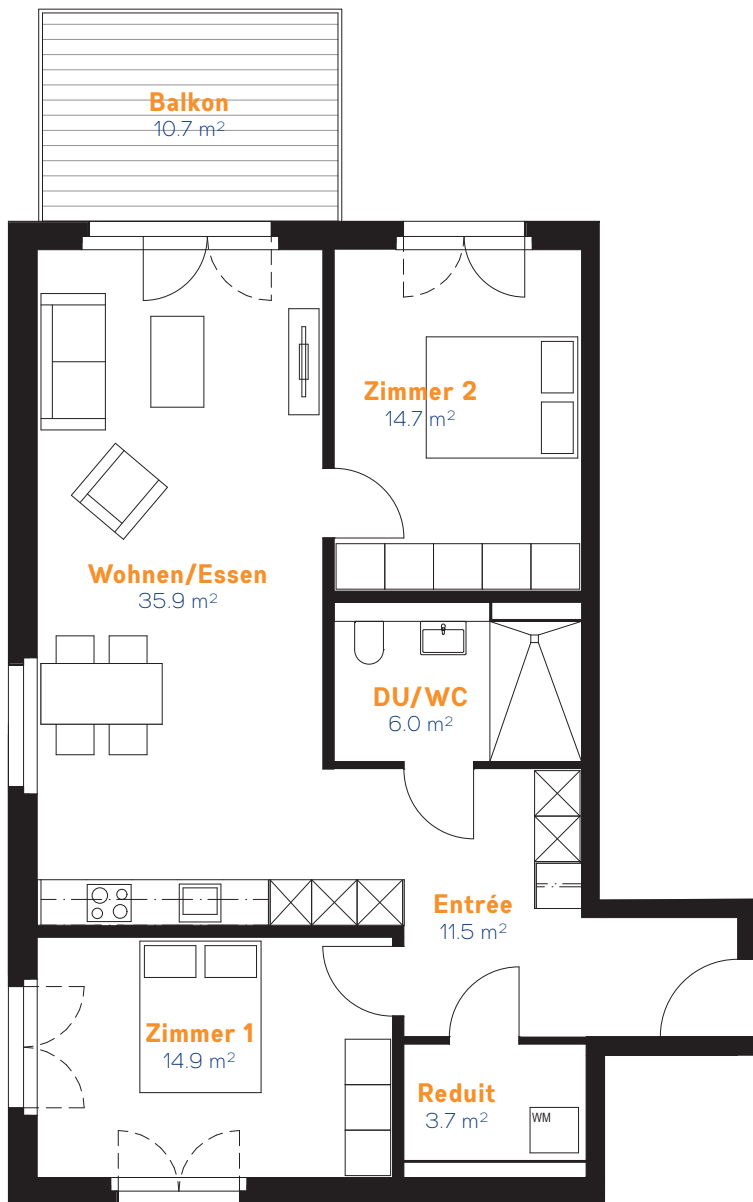 Balkon
10.7 m²
Zimmer 2
14.7 m²
Wohnen/Essen
35.9 m²
DU/WC
6.0 m²
Entrée
11.5 m²
Zimmer 1
14.9 m²
Reduit
3.7 m²
WM